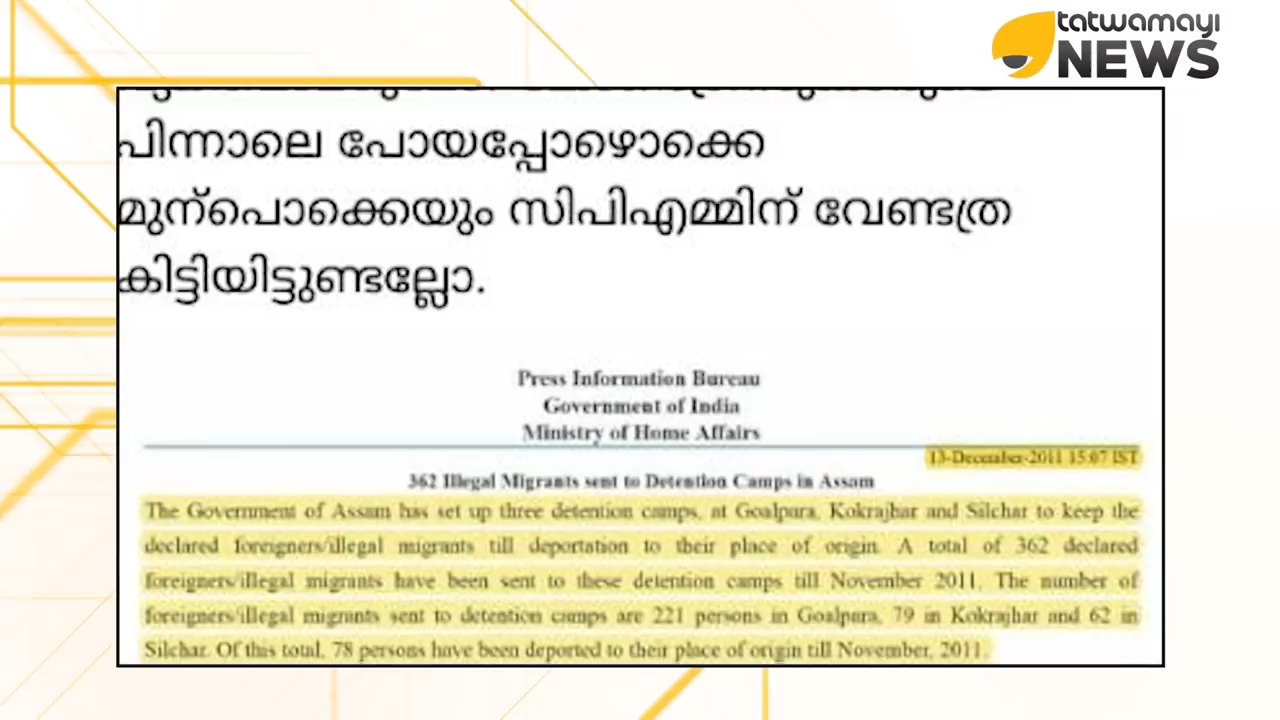 tatwamayi
NEWS
പിന്നാലെ പോയപ്പോഴൊക്കെ
മുന്പൊക്കെയും സിപിഎമ്മിന് വേണ്ടത്ര
കിട്ടിയിട്ടുണ്ടല്ലോ.
Press Information Bureau
Government of India
Ministry of Home Affairs
13-December-2011 15:07 IST
362 Illegal Migrants sent to Detention Camps in Assam
The Government of Assam has set up three detention camps, at Goalpara, Kokrajhar and Silchar to keep the
declared foreigners/illegal migrants till deportation to their place of origin. A total of 362 declared
foreigners/illegal migrants have been sent to these detention camps till November 2011. The number of
foreigners/illegal migrants sent to detention camps are 221 persons in Goalpara, 79 in Kokrajhar and 62 in
Silchar. Of this total, 78 persons have been deported to their place of origin till November, 2011.